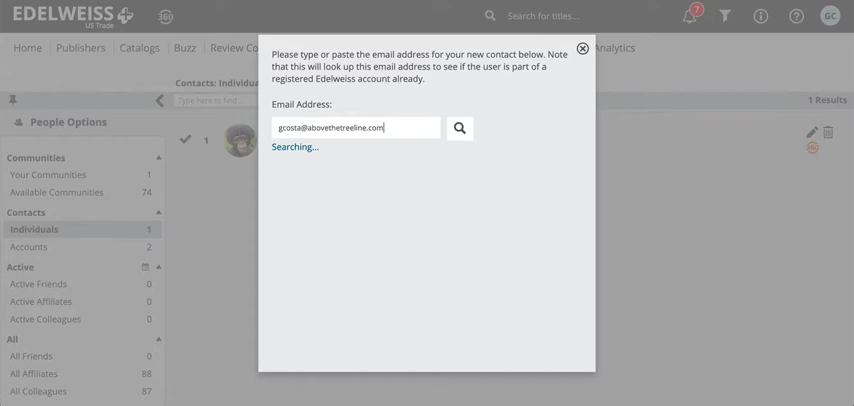 EDELWEISS+
US Trade
360
Search for titles...
7
GC
Home
Publishers
Catalogs
Buzz
Review Co
Analytics
Contacts: Individua
Type here to find...
1 Results
People Options
1
360
Communities
Your Communities 1
Available Communities 74
Contacts
Individuals 1
Accounts 2
Active
Active Friends 0
Active Affiliates 0
Active Colleagues 0
All
All Friends 0
All Affiliates 88
All Colleagues 87
Please type or paste the email address for your new contact below. Note
that this will look up this email address to see if the user is part of a
registered Edelweiss account already.
Email Address:
gcosta@abovethetreeline.com
Searching...